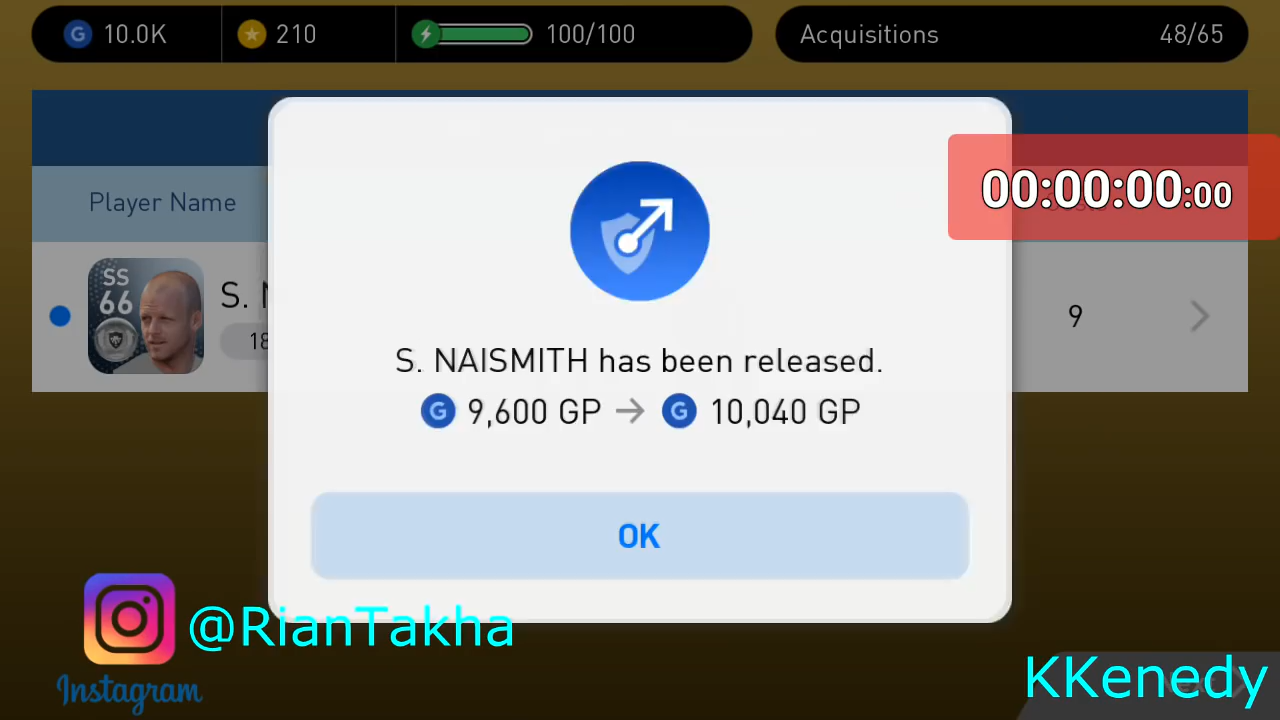 10.0K 210 100/100 Acquisitions 48/65
00:00:00:00
Player Name
SS
66
S. N
18
9
S. NAISMITH has been released.
9,600 GP → 10,040 GP
OK
@RianTakha
Instagram
KKenedy